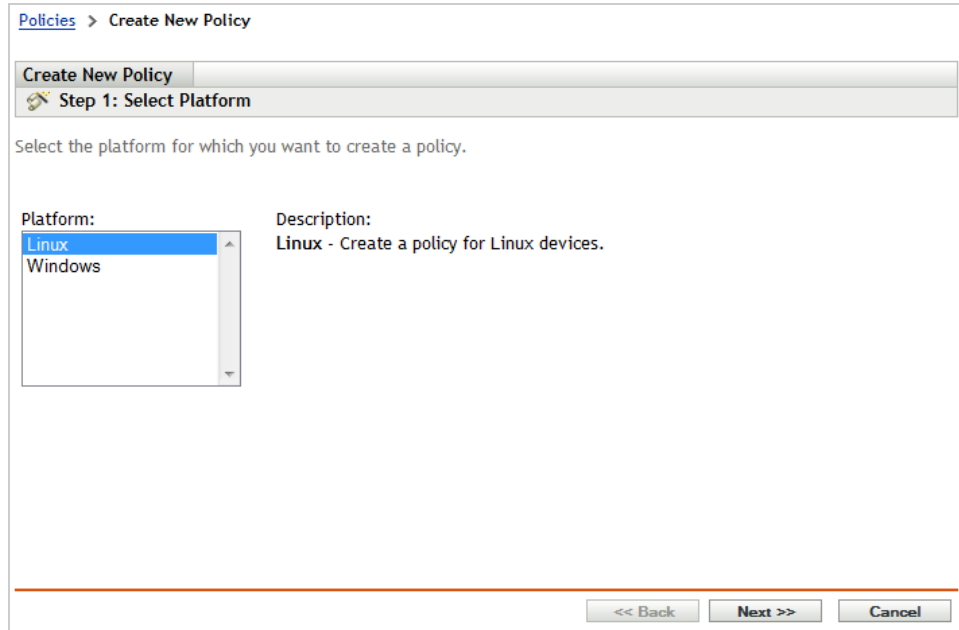 Policies > Create New Policy
Create New Policy
Step 1: Select Platform
Select the platform for which you want to create a policy.
Platform:
Linux
Windows
Description:
Linux - Create a policy for Linux devices.
<< Back Next >> Cancel